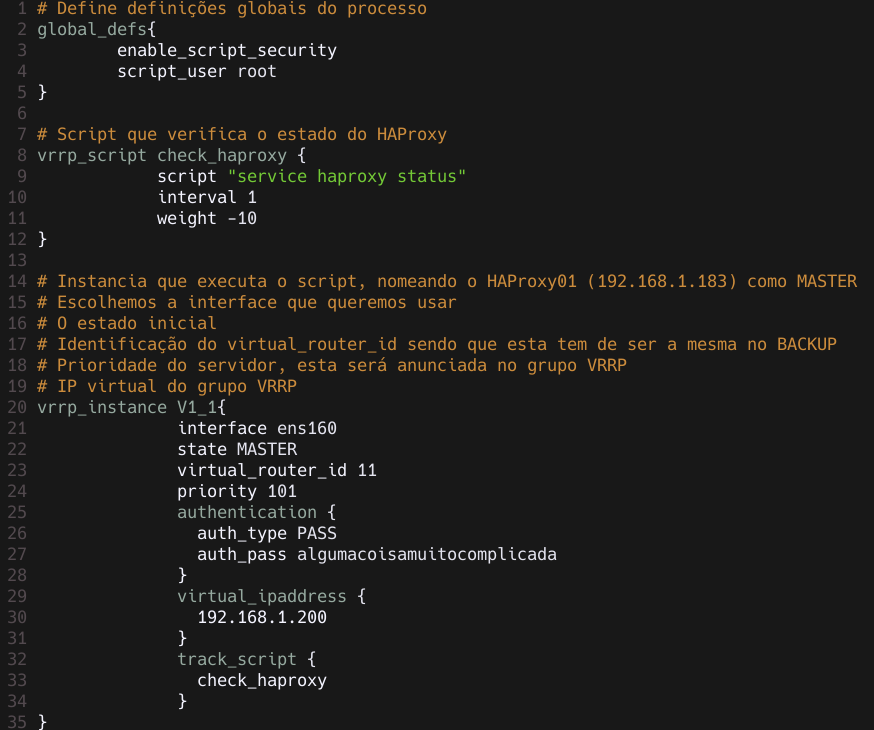 1 # Define definições globais do processo
2 global_defs{
3         enable_script_security
4         script_user root
5 }
6
7 # Script que verifica o estado do HAProxy
8 vrrp_script check_haproxy {
9             script "service haproxy status"
10             interval 1
11             weight -10
12 }
13
14 # Instancia que executa o script, nomeando o HAProxy01 (192.168.1.183) como MASTER
15 # Escolhemos a interface que queremos usar
16 # O estado inicial
17 # Identificação do virtual_router_id sendo que esta tem de ser a mesma no BACKUP
18 # Prioridade do servidor, esta será anunciada no grupo VRRP
19 # IP virtual do grupo VRRP
20 vrrp_instance V1_1{
21               interface ens160
22               state MASTER
23               virtual_router_id 11
24               priority 101
25               authentication {
26                 auth_type PASS
27                 auth_pass algumacoisamuitocomplicada
28               }
29               virtual_ipaddress {
30                 192.168.1.200
31               }
32               track_script {
33                 check_haproxy
34               }
35 }